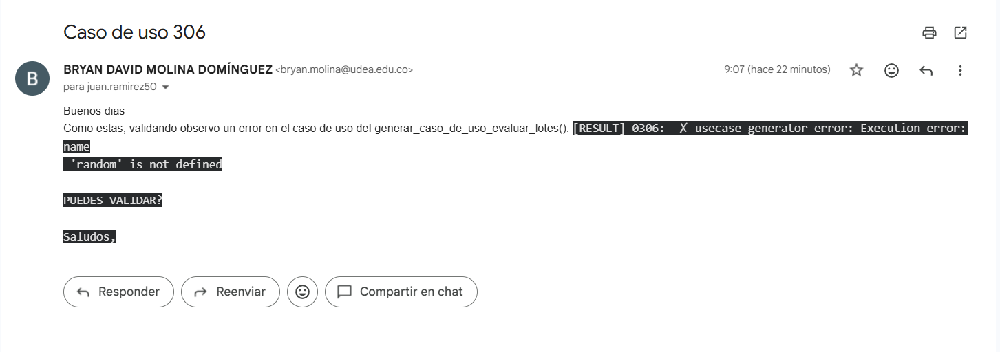 Caso de uso 306
B
BRYAN DAVID MOLINA DOMÍNGUEZ <bryan.molina@udea.edu.co>
9:07 (hace 22 minutos)
para juan.ramirez50
Buenos dias
Como estas, validando observo un error en el caso de uso def generar_caso_de_uso_evaluar_lotes(): [RESULT] 0306: ✗ usecase generator error: Execution error:
name
'random' is not defined
PUEDES VALIDAR?
Saludos,
Responder
Reenviar
Compartir en chat